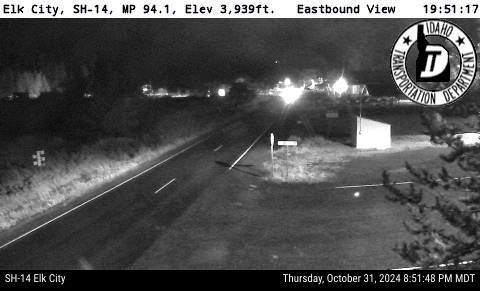 Elk City, SH-14, MP 94.1, Elev 3,939ft. Eastbound View 19:51:17
IDAHO
TRANSPORTATION DEPARTMENT
SH-14 Elk City Thursday, October 31, 2024 8:51:48 PM MDT